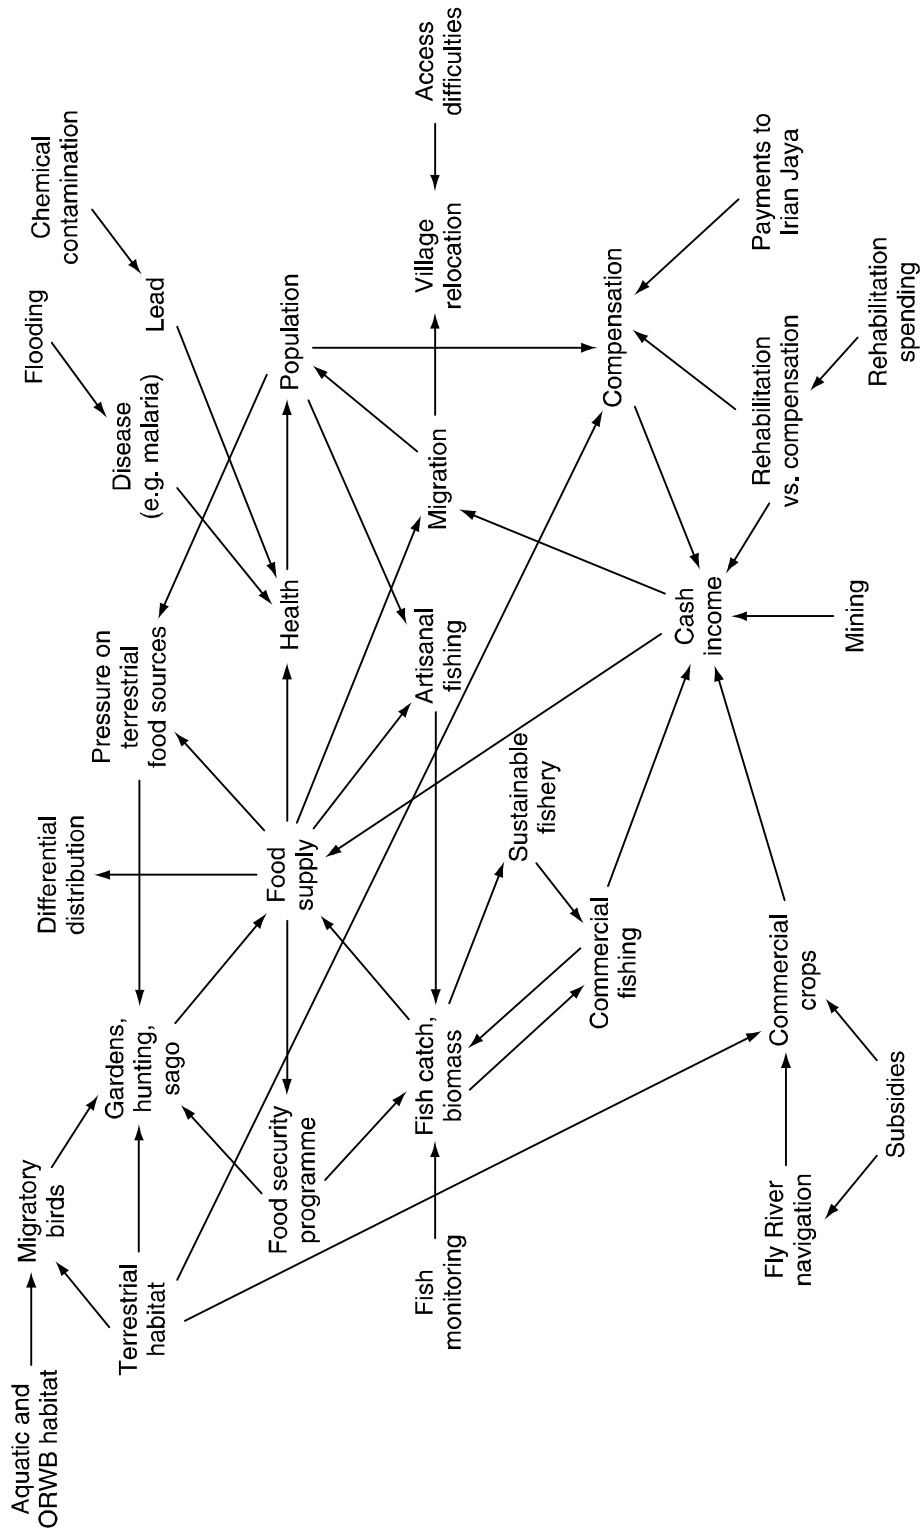 Aquatic and
ORWB habitat
Migratory
birds
Terrestrial
habitat
Gardens,
hunting,
sago
Differential
distribution
Pressure on
terrestrial
food sources
Flooding
Disease
(e.g. malaria)
Chemical
contamination
Lead
Food security
programme
Food
supply
Health
Population
Fish
monitoring
Fish catch,
biomass
Artisanal
fishing
Migration
Village
relocation
Access
difficulties
Sustainable
fishery
Commercial
fishing
Compensation
Cash
income
Fly River
navigation
Commercial
crops
Rehabilitation
vs. compensation
Payments to
Irian Jaya
Subsidies
Mining
Rehabilitation
spending